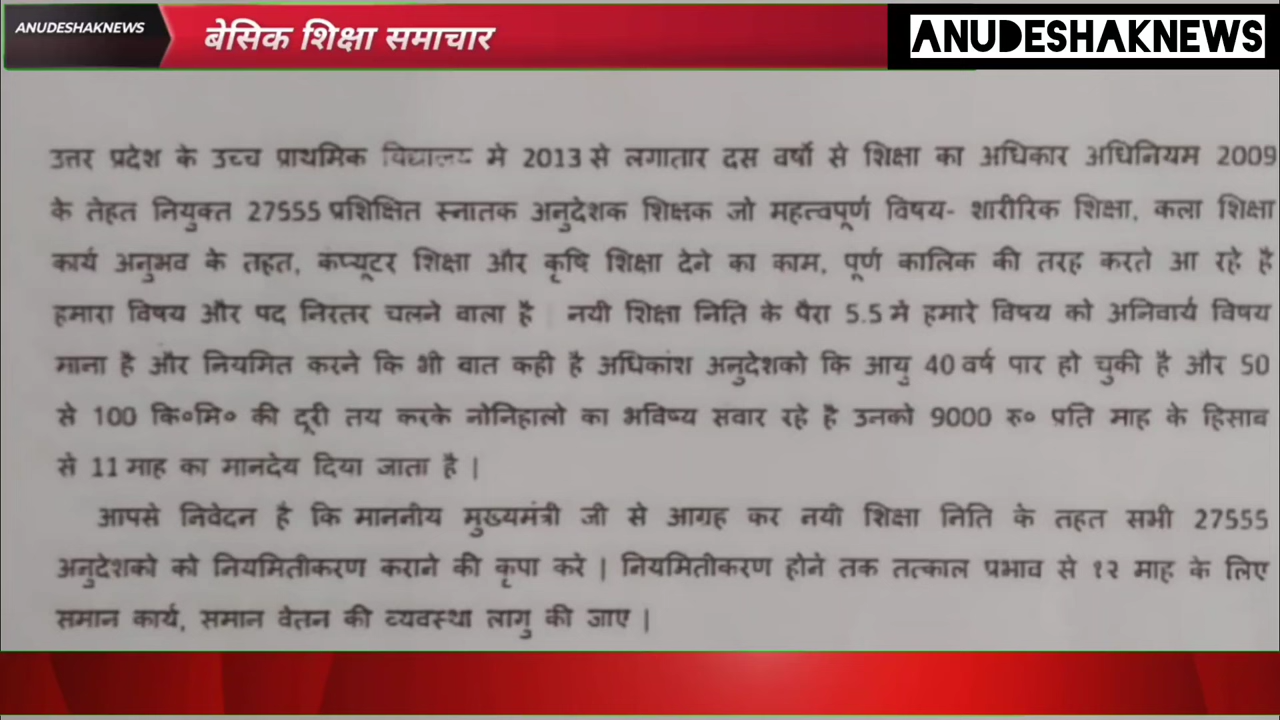 ANUDESHAKNEWS
बेसिक शिक्षा समाचार
ANUDESHAKNEWS
उत्तर प्रदेश के उच्च प्राथमिक विद्यालय मे 2013 से लगातार दस वर्षो से शिक्षा का अधिकार अधिनियम 2009
के तेहत नियुक्त 27555 प्रशिक्षित स्नातक अनुदेशक शिक्षक जो महत्वपूर्ण विषय- शारीरिक शिक्षा, कला शिक्षा
कार्य अनुभव के तहत, कंप्यूटर शिक्षा और कृषि शिक्षा देने का काम, पूर्ण कालिक की तरह करते आ रहे है
हमारा विषय और पद निरतर चलने वाला है | नयी शिक्षा निति के पैरा 5.5 मे हमारे विषय को अनिवार्य विषय
माना है और नियमित करने कि भी बात कही है अधिकांश अनुदेशको कि आयु 40 वर्ष पार हो चुकी है और 50
से 100 कि०मि० की दूरी तय करके नोनिहालो का भविष्य सवार रहे है उनको 9000 रु० प्रति माह के हिसाब
से 11 माह का मानदेय दिया जाता है |
आपसे निवेदन है कि माननीय मुख्यमंत्री जी से आग्रह कर नयी शिक्षा निति के तहत सभी 27555
अनुदेशको को नियमितीकरण कराने की कृपा करे | नियमितीकरण होने तक तत्काल प्रभाव से १२ माह के लिए
समान कार्य, समान वेतन की व्यवस्था लागु की जाए |